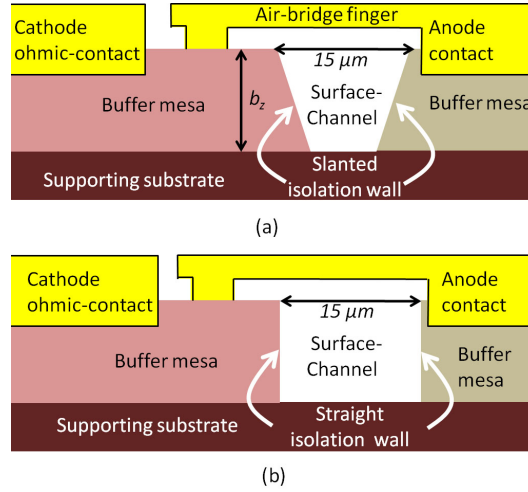 Cathode
ohmic-contact
Air-bridge finger
Anode
contact
15 μm
Buffer mesa
b_z
Surface-
Channel
Buffer mesa
Supporting substrate
Slanted
isolation wall
(a)
Cathode
ohmic-contact
Anode
contact
15 μm
Surface-
Channel
Buffer mesa
Buffer
mesa
Supporting substrate
Straight
isolation wall
(b)